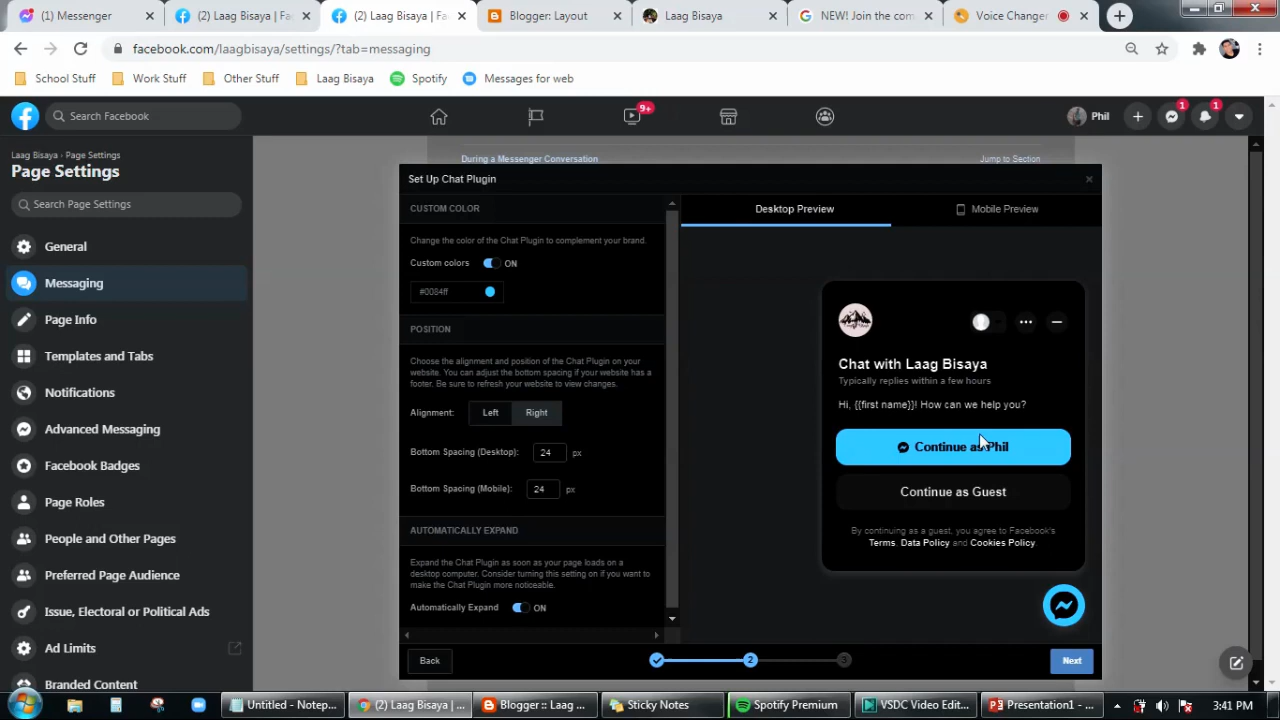 (1) Messenger
(2) Laag Bisaya | Fa
(2) Laag Bisaya | Fac
Blogger: Layout
Laag Bisaya
NEW! Join the com
Voice Changer
facebook.com/laagbisaya/settings/?tab=messaging
School Stuff
Work Stuff
Other Stuff
Laag Bisaya
Spotify
Messages for web
Search Facebook
9+
Phil
1
1
Laag Bisaya · Page Settings
Page Settings
Search Page Settings
General
Messaging
Page Info
Templates and Tabs
Notifications
Advanced Messaging
Facebook Badges
Page Roles
People and Other Pages
Preferred Page Audience
Issue, Electoral or Political Ads
Ad Limits
Branded Content
During a Messenger Conversation
Jump to Section
Set Up Chat Plugin
CUSTOM COLOR
Change the color of the Chat Plugin to complement your brand.
Custom colors ON
#0084ff
POSITION
Choose the alignment and position of the Chat Plugin on your
website. You can adjust the bottom spacing if your website has a
footer. Be sure to refresh your website to view changes.
Alignment: Left Right
Bottom Spacing (Desktop): 24 px
Bottom Spacing (Mobile): 24 px
AUTOMATICALLY EXPAND
Expand the Chat Plugin as soon as your page loads on a
desktop computer. Consider turning this setting on if you want to
make the Chat Plugin more noticeable.
Automatically Expand ON
Desktop Preview
Mobile Preview
Chat with Laag Bisaya
Typically replies within a few hours
Hi, {{first name}}! How can we help you?
Continue as Phil
Continue as Guest
By continuing as a guest, you agree to Facebook's
Terms, Data Policy and Cookies Policy.
Back
2
3
Next
Untitled - Notep...
(2) Laag Bisaya | ...
Blogger :: Laag ...
Sticky Notes
Spotify Premium
VSDC Video Edit...
Presentation1 - ...
3:41 PM